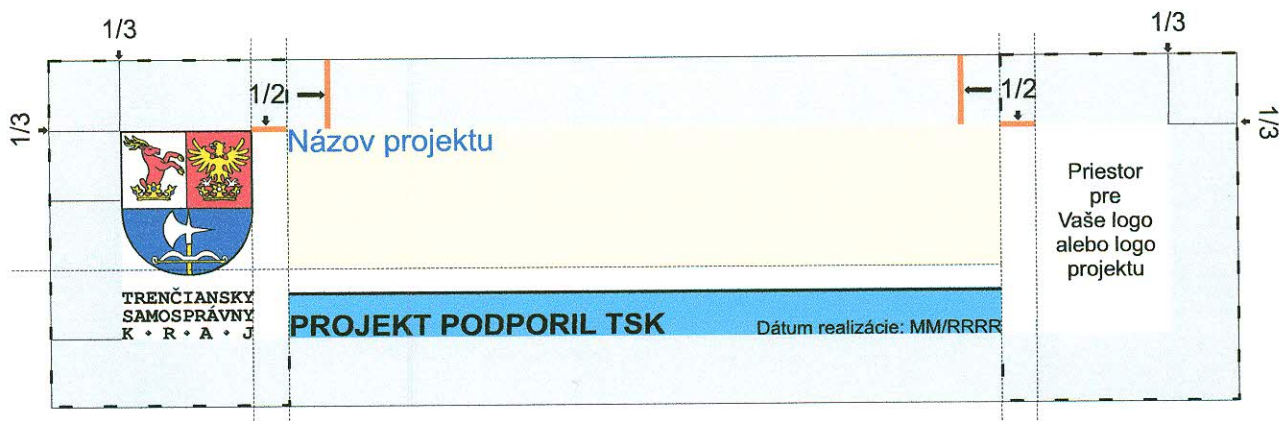 1/3
1/3
1/2
1/2
1/3
1/3
Názov projektu
Priestor
pre
Vaše logo
alebo logo
projektu
TRENČIANSKY
SAMOSPRÁVNY
K • R • A • J
PROJEKT PODPORIL TSK
Dátum realizácie: MM/RRRR